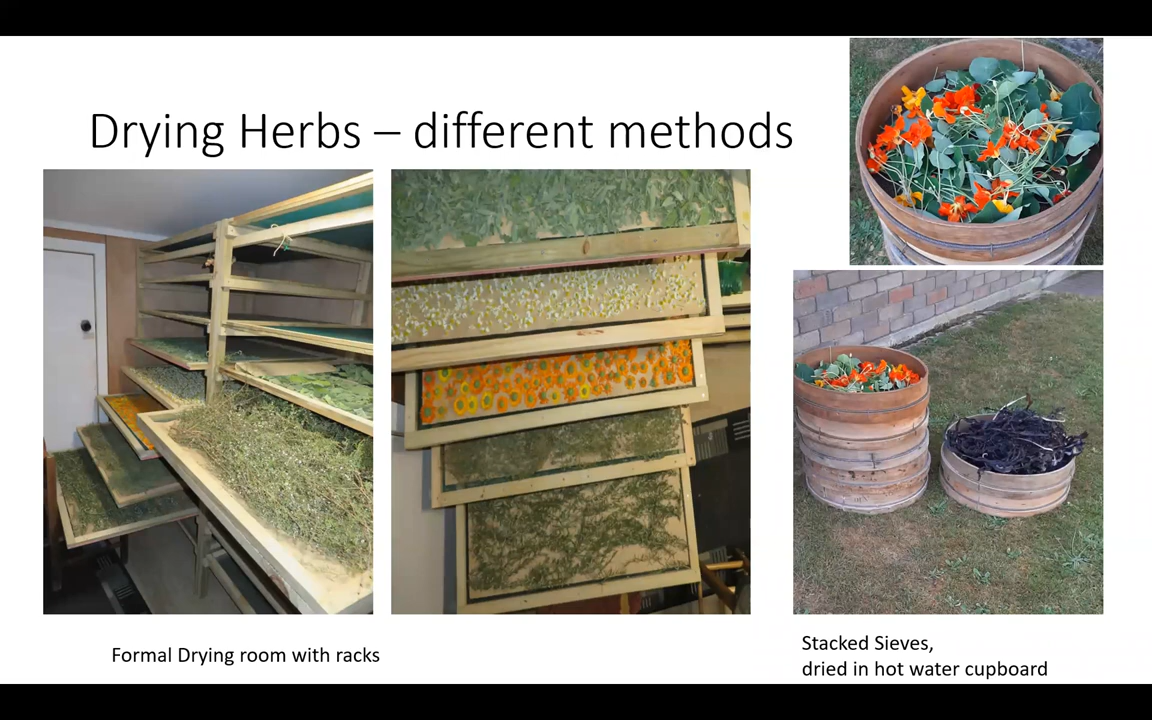 Drying Herbs – different methods
Formal Drying room with racks
Stacked Sieves,
dried in hot water cupboard